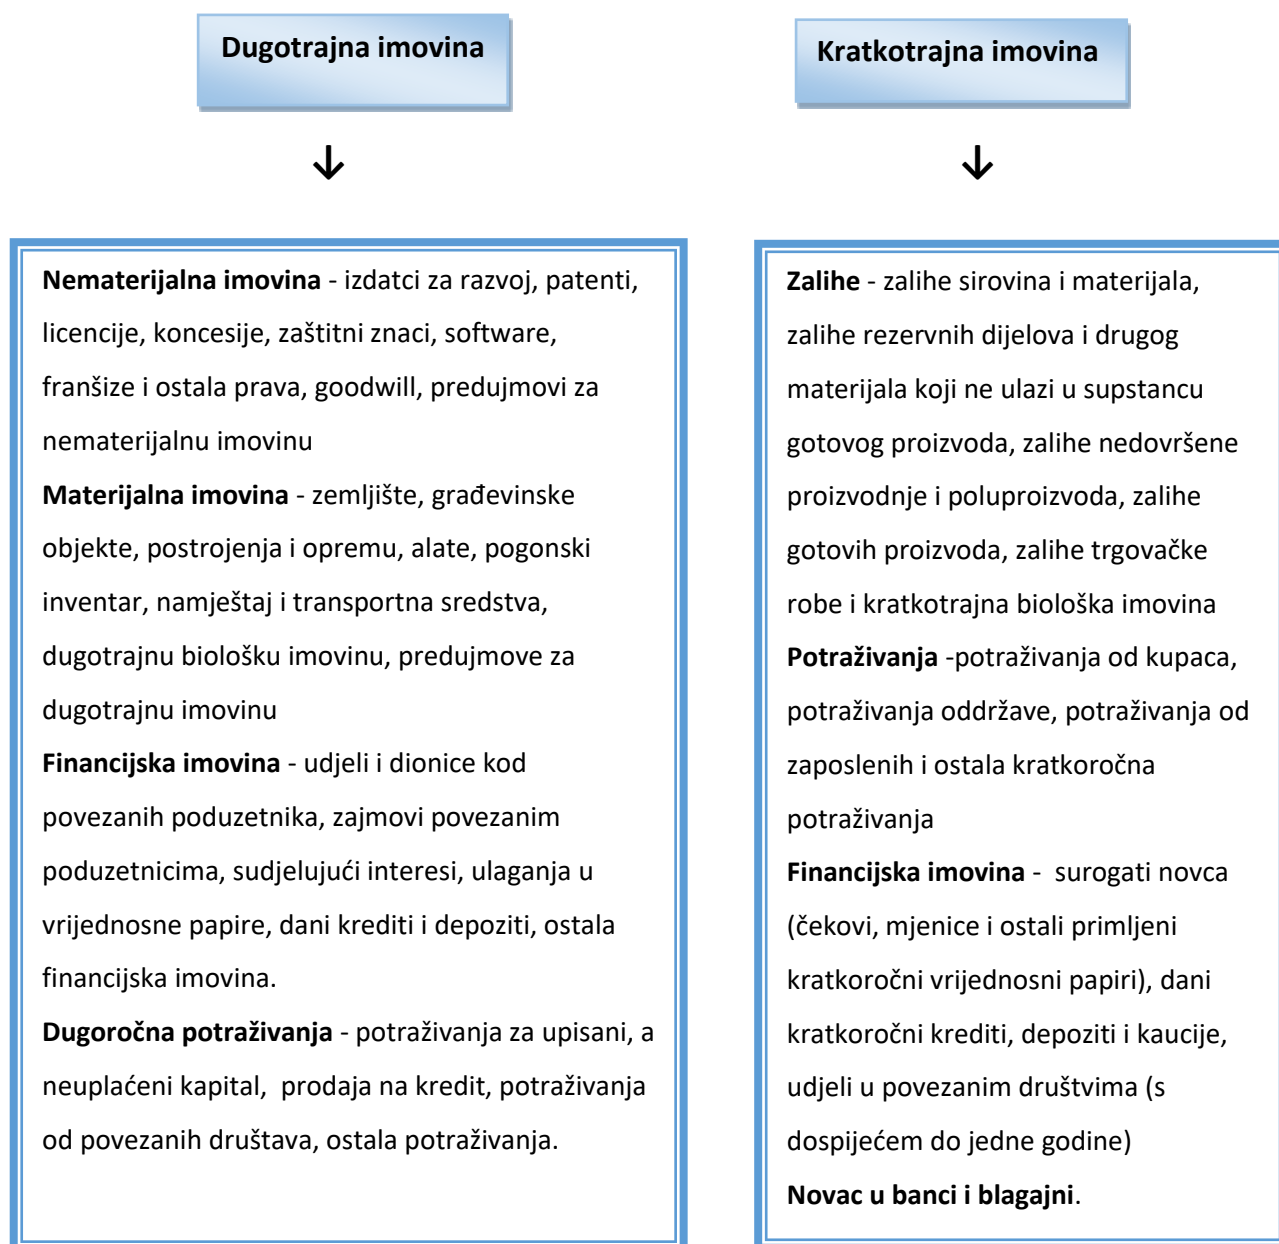 Dugotrajna imovina
Kratkotrajna imovina
Nematerijalna imovina - izdatci za razvoj, patenti,
licencije, koncesije, zaštitni znaci, software,
franšize i ostala prava, goodwill, predujmovi za
nematerijalnu imovinu
Materijalna imovina - zemljište, građevinske
objekte, postrojenja i opremu, alate, pogonski
inventar, namještaj i transportna sredstva,
dugotrajnu biološku imovinu, predujmove za
dugotrajnu imovinu
Financijska imovina - udjeli i dionice kod
povezanih poduzetnika, zajmovi povezanim
poduzetnicima, sudjelujući interesi, ulaganja u
vrijednosne papire, dani krediti i depoziti, ostala
financijska imovina.
Dugoročna potraživanja - potraživanja za upisani, a
neuplaćeni kapital,  prodaja na kredit, potraživanja
od povezanih društava, ostala potraživanja.
Zalihe - zalihe sirovina i materijala,
zalihe rezervnih dijelova i drugog
materijala koji ne ulazi u supstancu
gotovog proizvoda, zalihe nedovršene
proizvodnje i poluproizvoda, zalihe
gotovih proizvoda, zalihe trgovačke
robe i kratkotrajna biološka imovina
Potraživanja -potraživanja od kupaca,
potraživanja oddržave, potraživanja od
zaposlenih i ostala kratkoročna
potraživanja
Financijska imovina -  surogati novca
(čekovi, mjenice i ostali primljeni
kratkoročni vrijednosni papiri), dani
kratkoročni krediti, depoziti i kaucije,
udjeli u povezanim društvima (s
dospijećem do jedne godine)
Novac u banci i blagajni.